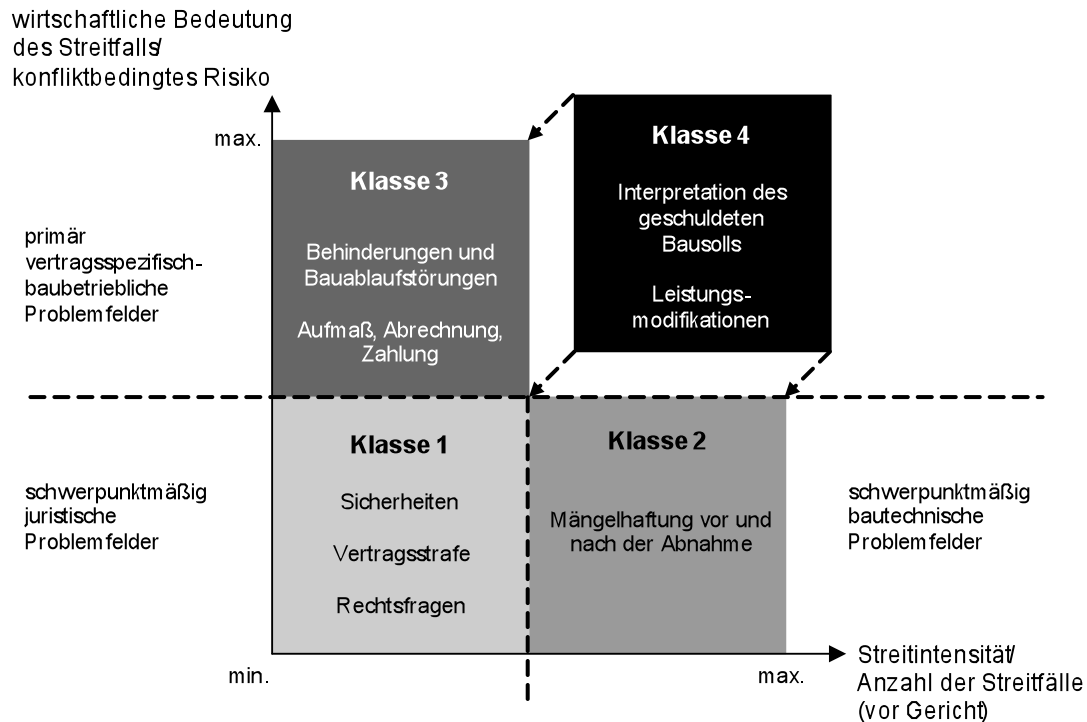 wirtschaftliche Bedeutung
des Streitfalls/
konfliktbedingtes Risiko
max.
Klasse 3
Behinderungen und
Bauablaufstörungen
Aufmaß, Abrechnung,
Zahlung
Klasse 4
Interpretation des
geschuldeten
Bausolls
Leistungs-
modifikationen
primär
vertragsspezifisch-
baubetriebliche
Problemfelder
schwerpunktmäßig
juristische
Problemfelder
Klasse 1
Sicherheiten
Vertragsstrafe
Rechtsfragen
Klasse 2
Mängelhaftung vor und
nach der Abnahme
schwerpunktmäßig
bautechnische
Problemfelder
min.
max.
Streitintensität/
Anzahl der Streitfälle
(vor Gericht)